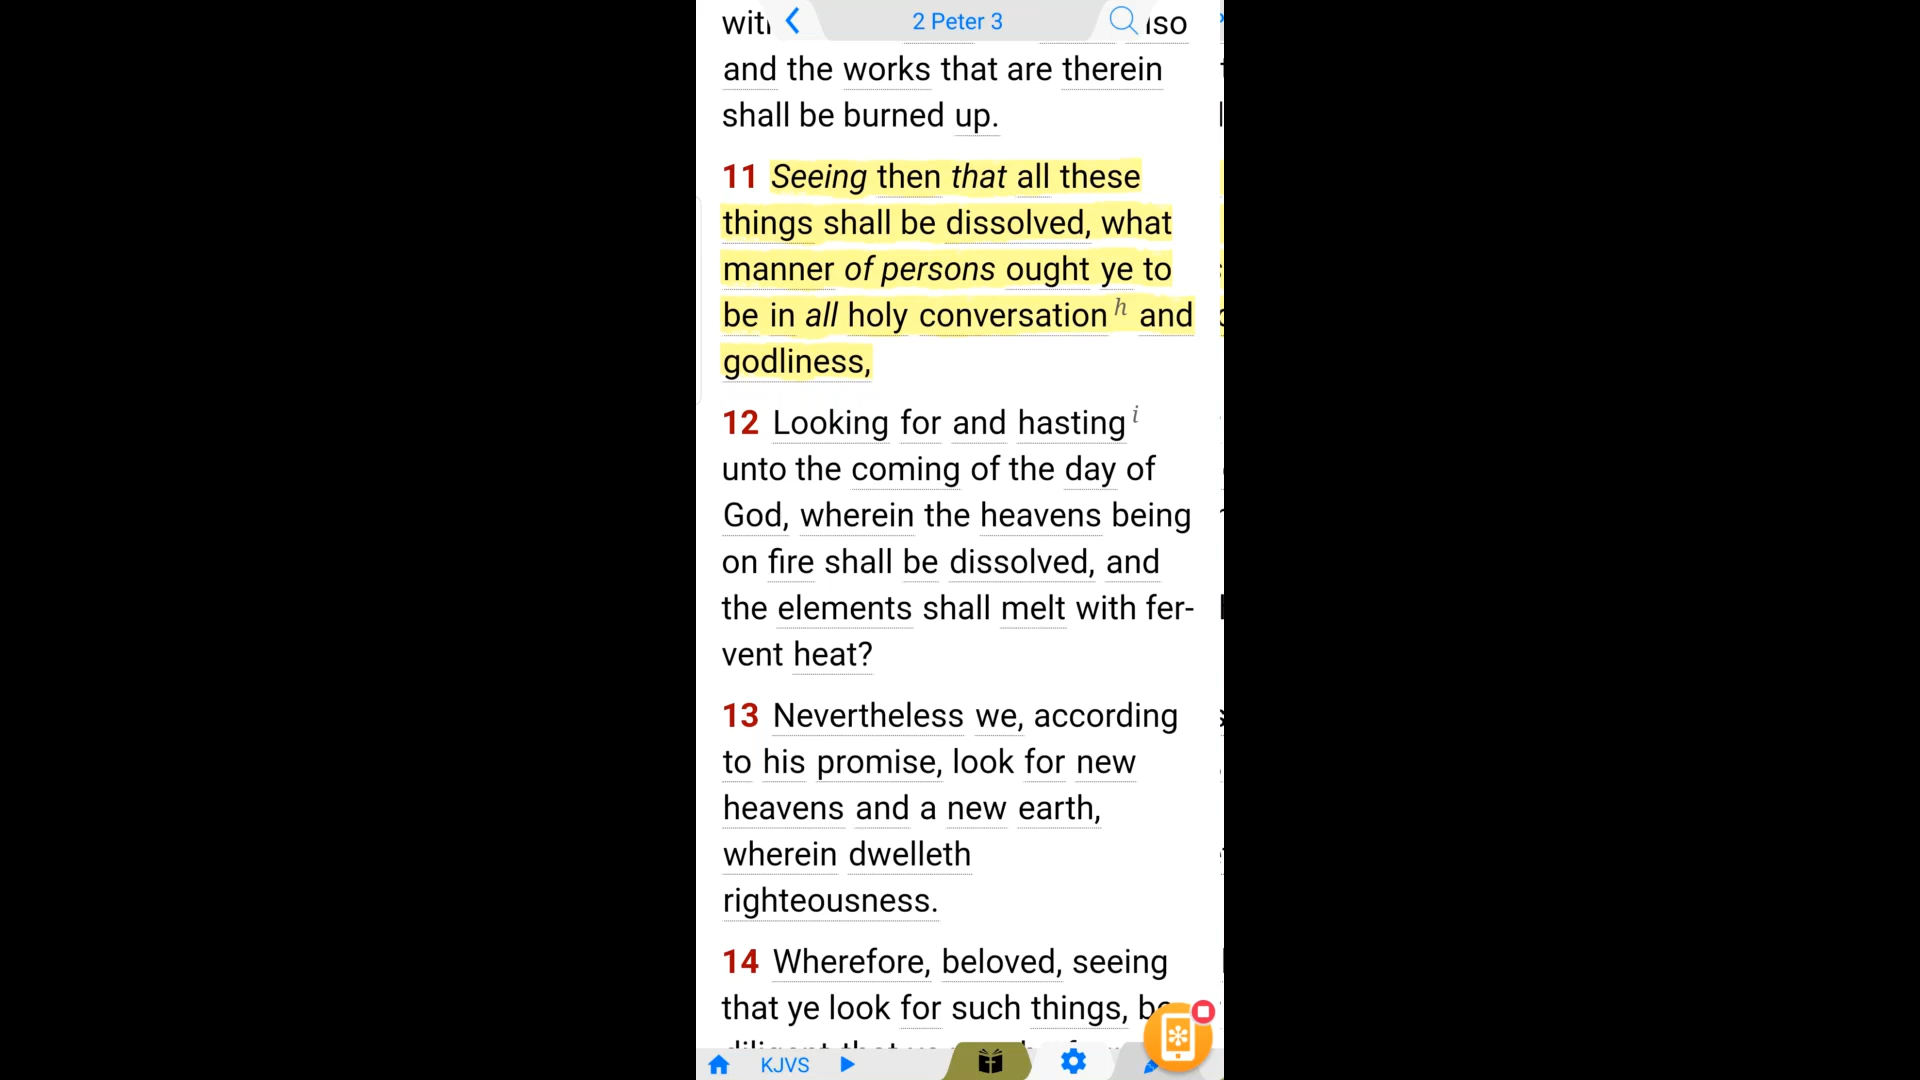 2 Peter 3
and the works that are therein
shall be burned up.
11 Seeing then that all these
things shall be dissolved, what
manner of persons ought ye to
be in all holy conversation h and
godliness,
12 Looking for and hasting i
unto the coming of the day of
God, wherein the heavens being
on fire shall be dissolved, and
the elements shall melt with fer-
vent heat?
13 Nevertheless we, according
to his promise, look for new
heavens and a new earth,
wherein dwelleth
righteousness.
14 Wherefore, beloved, seeing
that ye look for such things,
KJVS